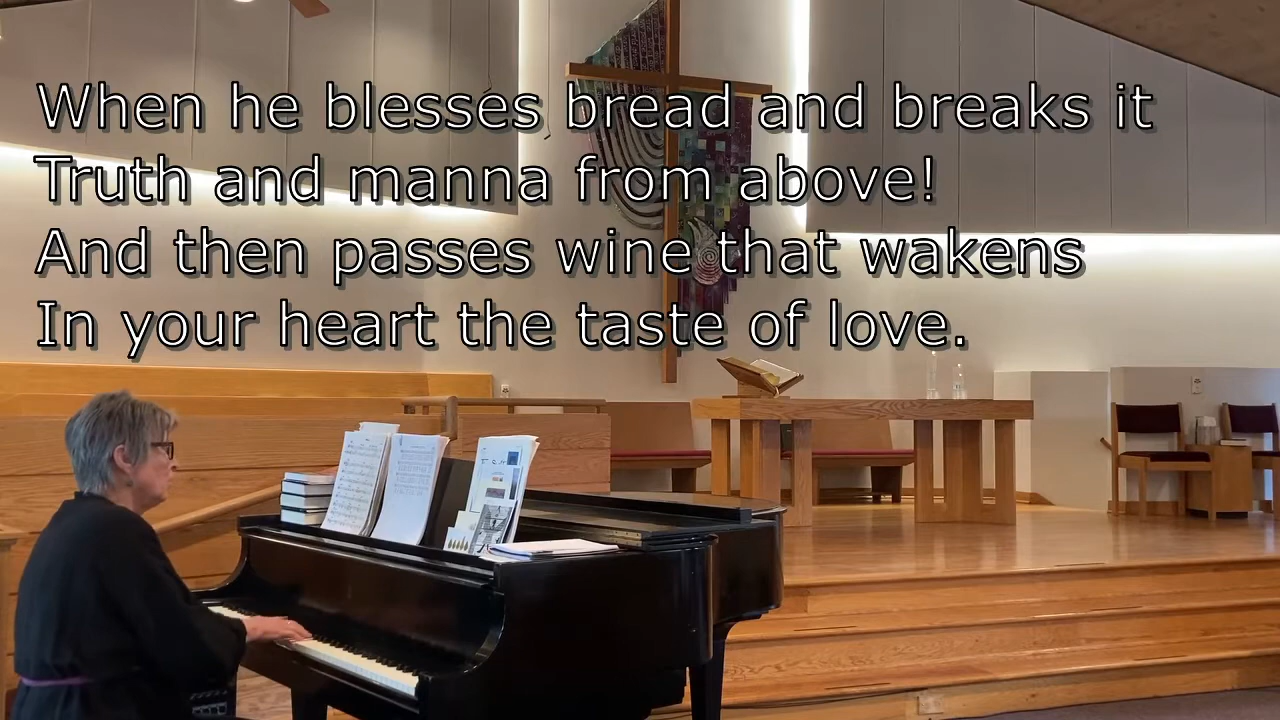 When he blesses bread and breaks it
Truth and manna from above!
And then passes wine that wakens
In your heart the taste of love.